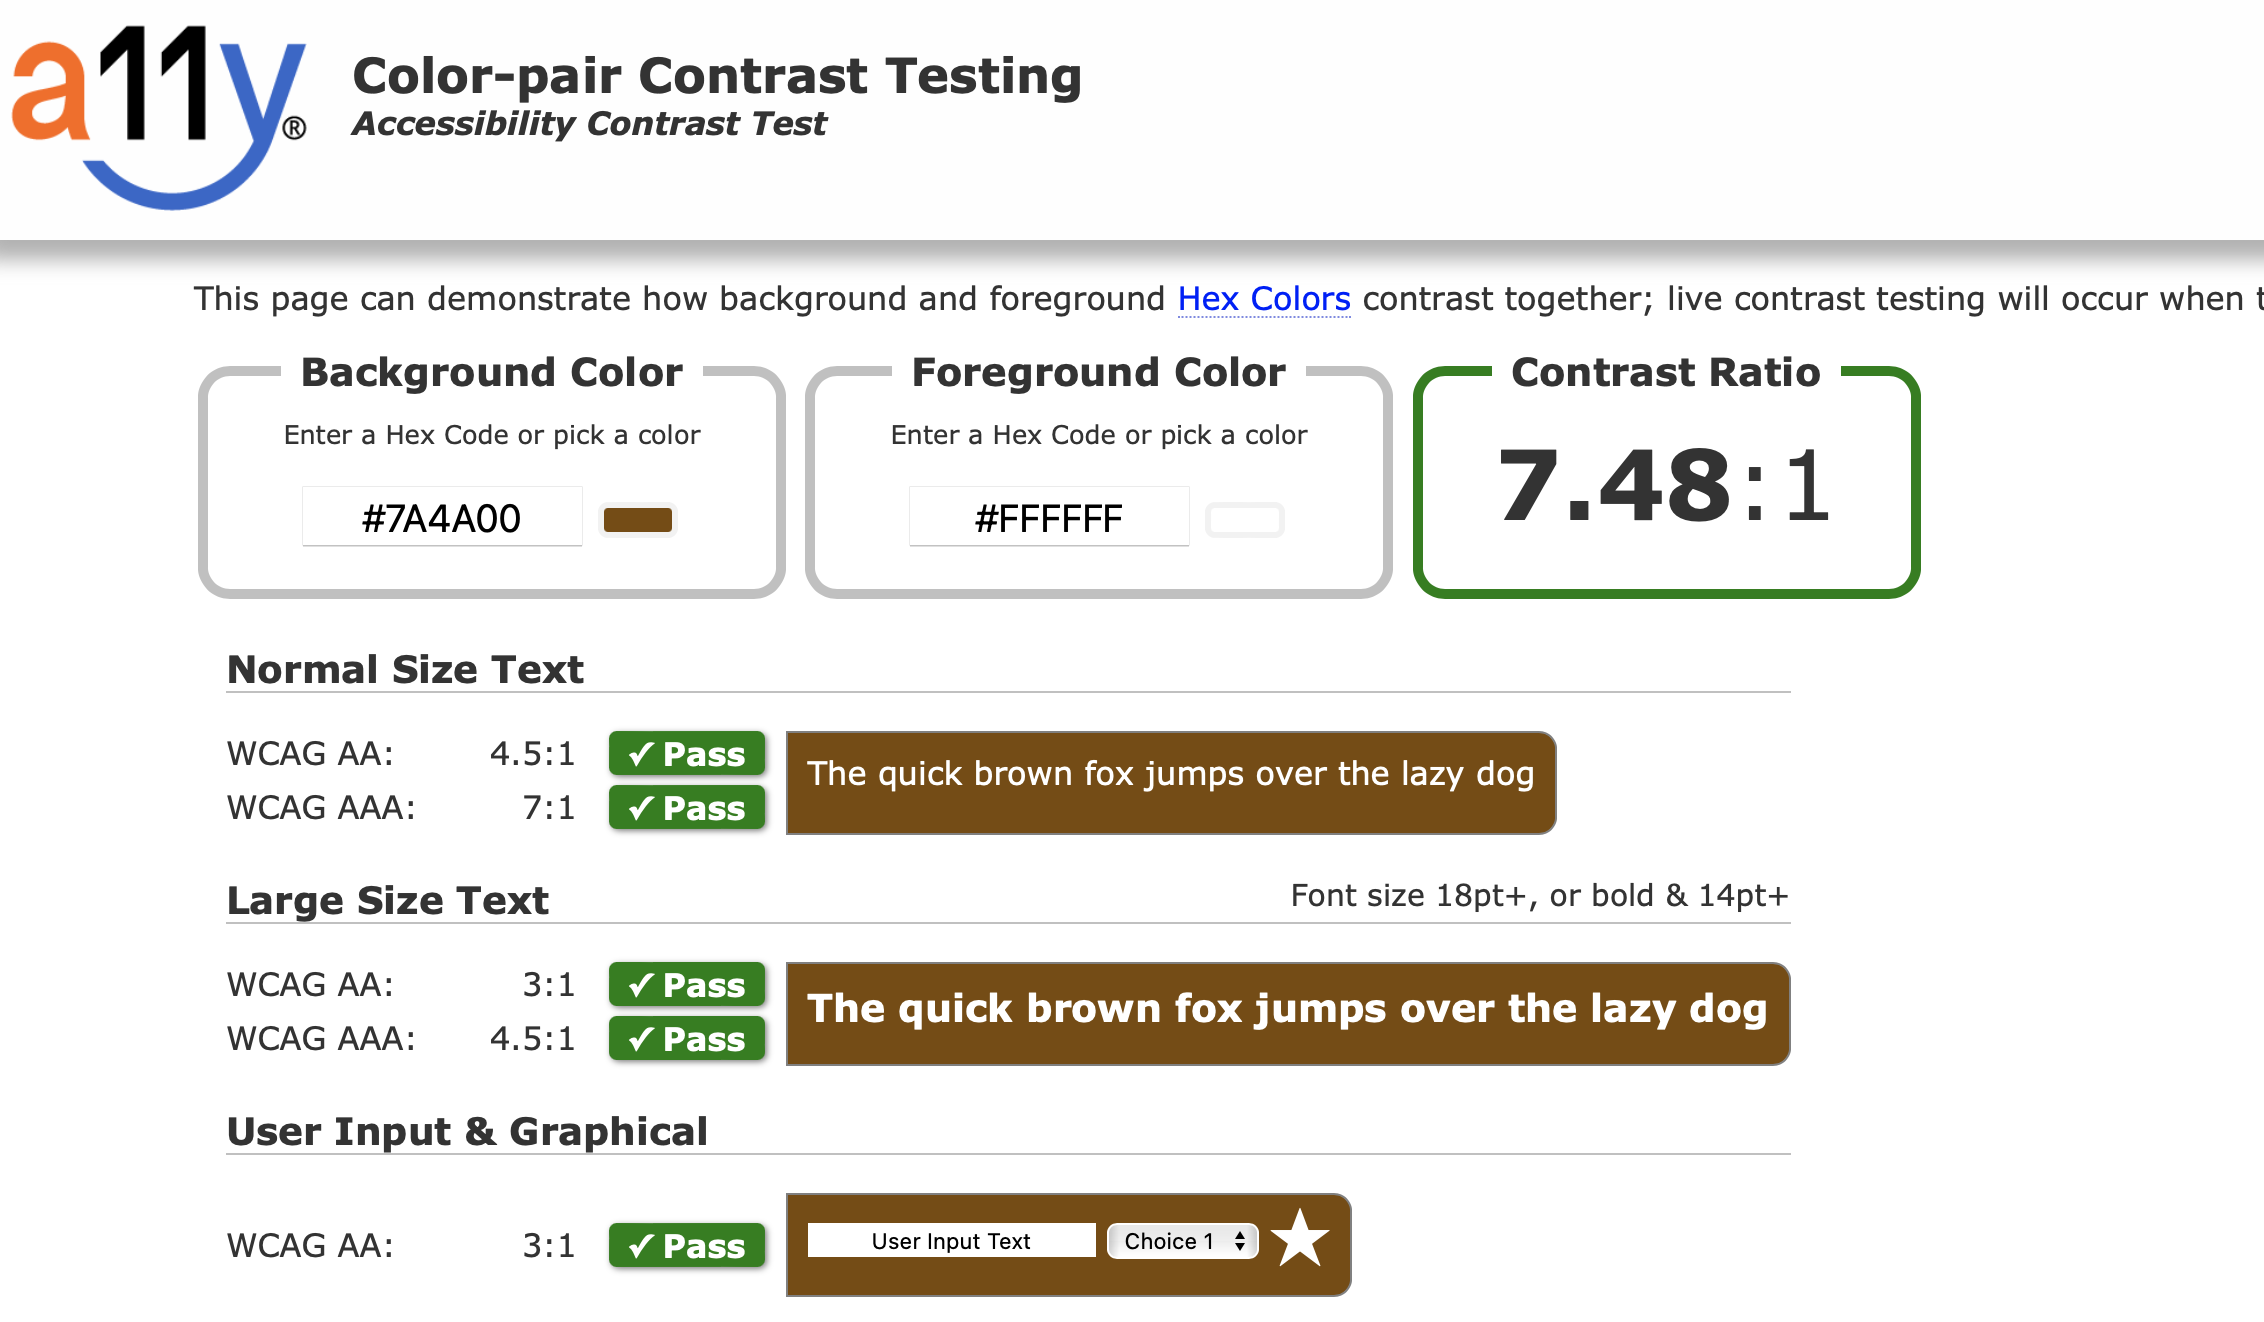 a11y®
Color-pair Contrast Testing
Accessibility Contrast Test
This page can demonstrate how background and foreground Hex Colors contrast together; live contrast testing will occur when t
Background Color
Enter a Hex Code or pick a color
#7A4A00
Foreground Color
Enter a Hex Code or pick a color
#FFFFFF
Contrast Ratio
7.48:1
Normal Size Text
WCAG AA: 4.5:1 ✓ Pass
WCAG AAA: 7:1 ✓ Pass
The quick brown fox jumps over the lazy dog
Large Size Text Font size 18pt+, or bold & 14pt+
WCAG AA: 3:1 ✓ Pass
WCAG AAA: 4.5:1 ✓ Pass
The quick brown fox jumps over the lazy dog
User Input & Graphical
WCAG AA: 3:1 ✓ Pass
User Input Text Choice 1